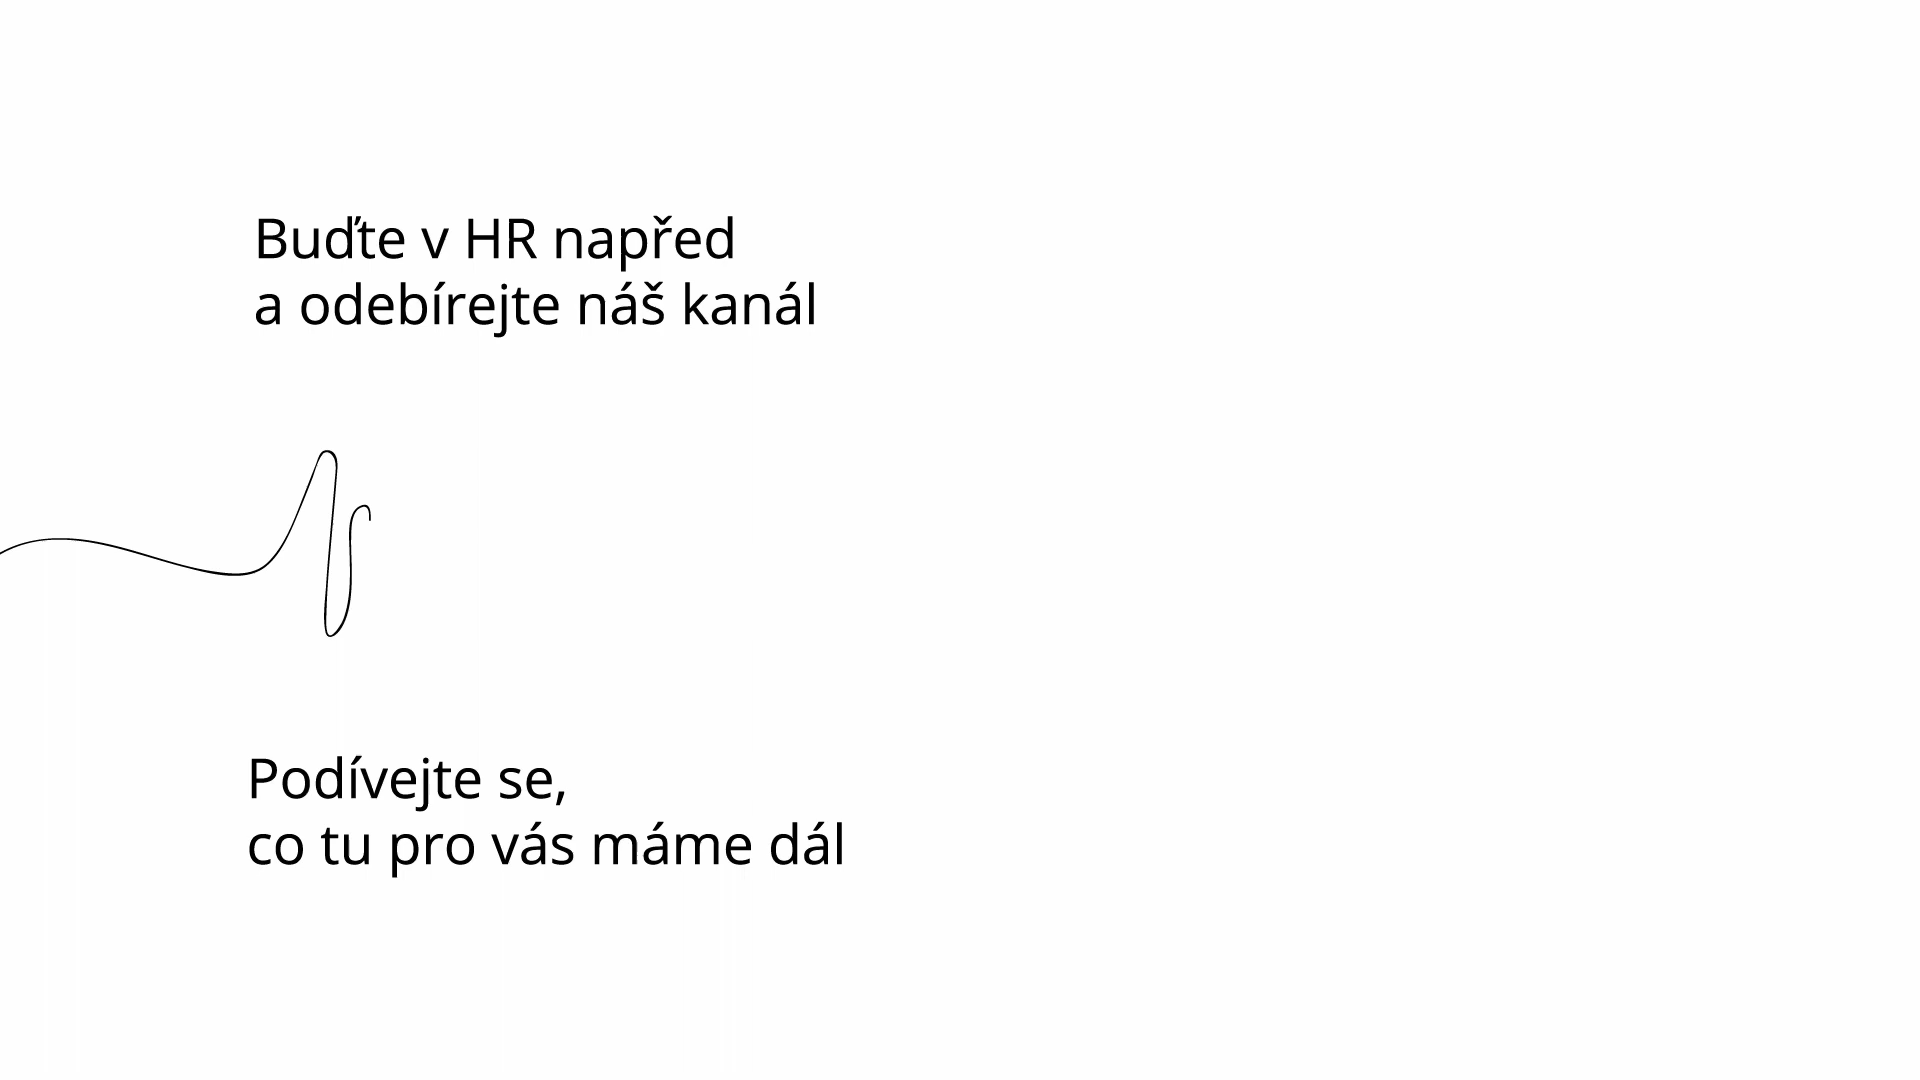 Buďte v HR napřed
a odebírejte náš kanál
Podívejte se,
co tu pro vás máme dál